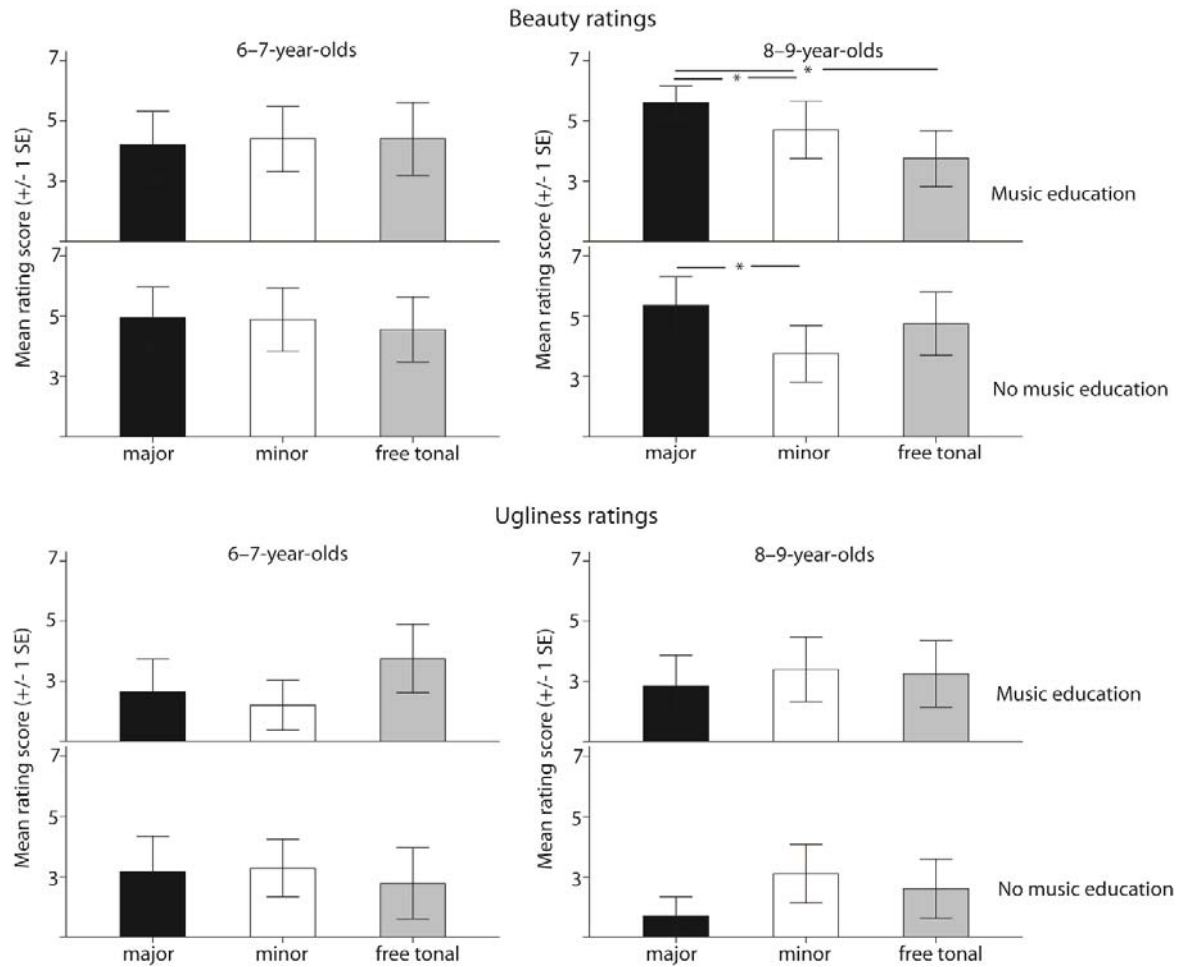 Beauty ratings
6–7-year-olds
8–9-year-olds
Mean rating score (+/- 1 SE)
7
5
3
Mean rating score (+/- 1 SE)
7
5
3
* *
Music education
Mean rating score (+/- 1 SE)
7
5
3
major minor free tonal
Mean rating score (+/- 1 SE)
7
5
3
*
major minor free tonal
No music education
Ugliness ratings
6–7-year-olds
8–9-year-olds
Mean rating score (+/- 1 SE)
7
5
3
Mean rating score (+/- 1 SE)
7
5
3
Music education
Mean rating score (+/- 1 SE)
7
5
3
major minor free tonal
Mean rating score (+/- 1 SE)
7
5
3
major minor free tonal
No music education